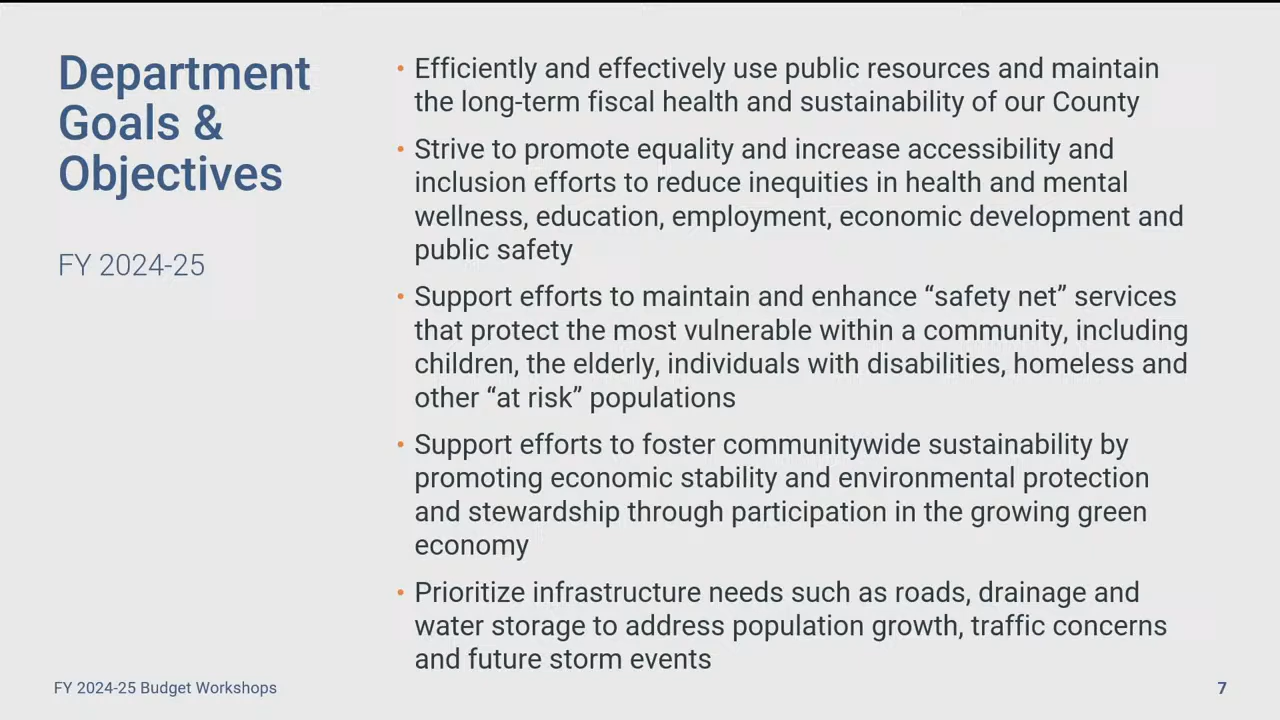 Department
Goals &
Objectives
FY 2024-25
• Efficiently and effectively use public resources and maintain
the long-term fiscal health and sustainability of our County
• Strive to promote equality and increase accessibility and
inclusion efforts to reduce inequities in health and mental
wellness, education, employment, economic development and
public safety
• Support efforts to maintain and enhance “safety net” services
that protect the most vulnerable within a community, including
children, the elderly, individuals with disabilities, homeless and
other “at risk” populations
• Support efforts to foster communitywide sustainability by
promoting economic stability and environmental protection
and stewardship through participation in the growing green
economy
• Prioritize infrastructure needs such as roads, drainage and
water storage to address population growth, traffic concerns
and future storm events
FY 2024-25 Budget Workshops
7